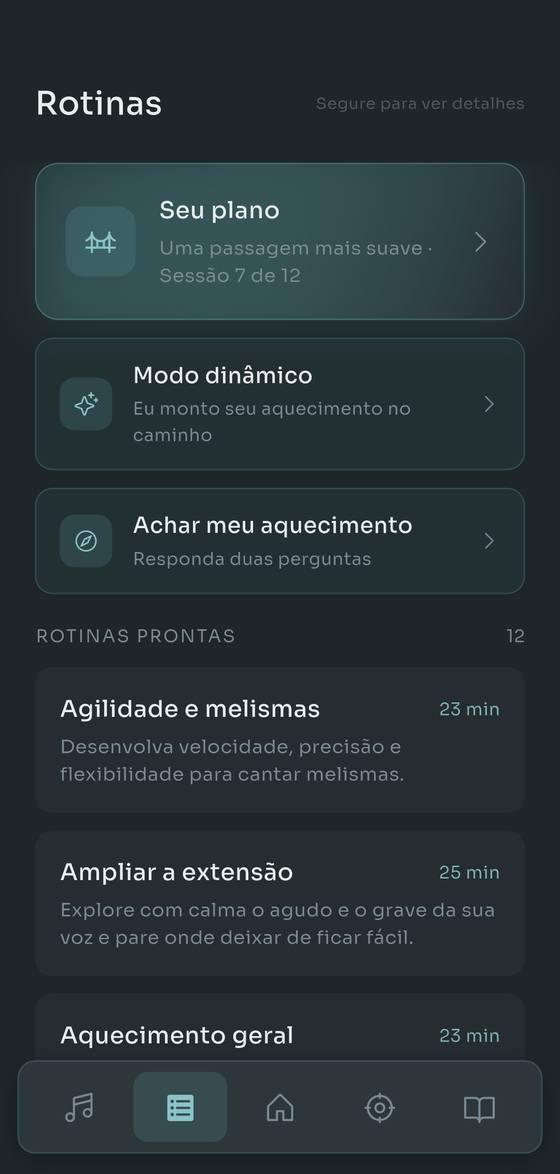 Rotinas
Segure para ver detalhes
Seu plano
Uma passagem mais suave ·
Sessão 7 de 12
Modo dinâmico
Eu monto seu aquecimento no
caminho
Achar meu aquecimento
Responda duas perguntas
ROTINAS PRONTAS
12
Agilidade e melismas
23 min
Desenvolva velocidade, precisão e
flexibilidade para cantar melismas.
Ampliar a extensão
25 min
Explore com calma o agudo e o grave da sua
voz e pare onde deixar de ficar fácil.
Aquecimento geral
23 min